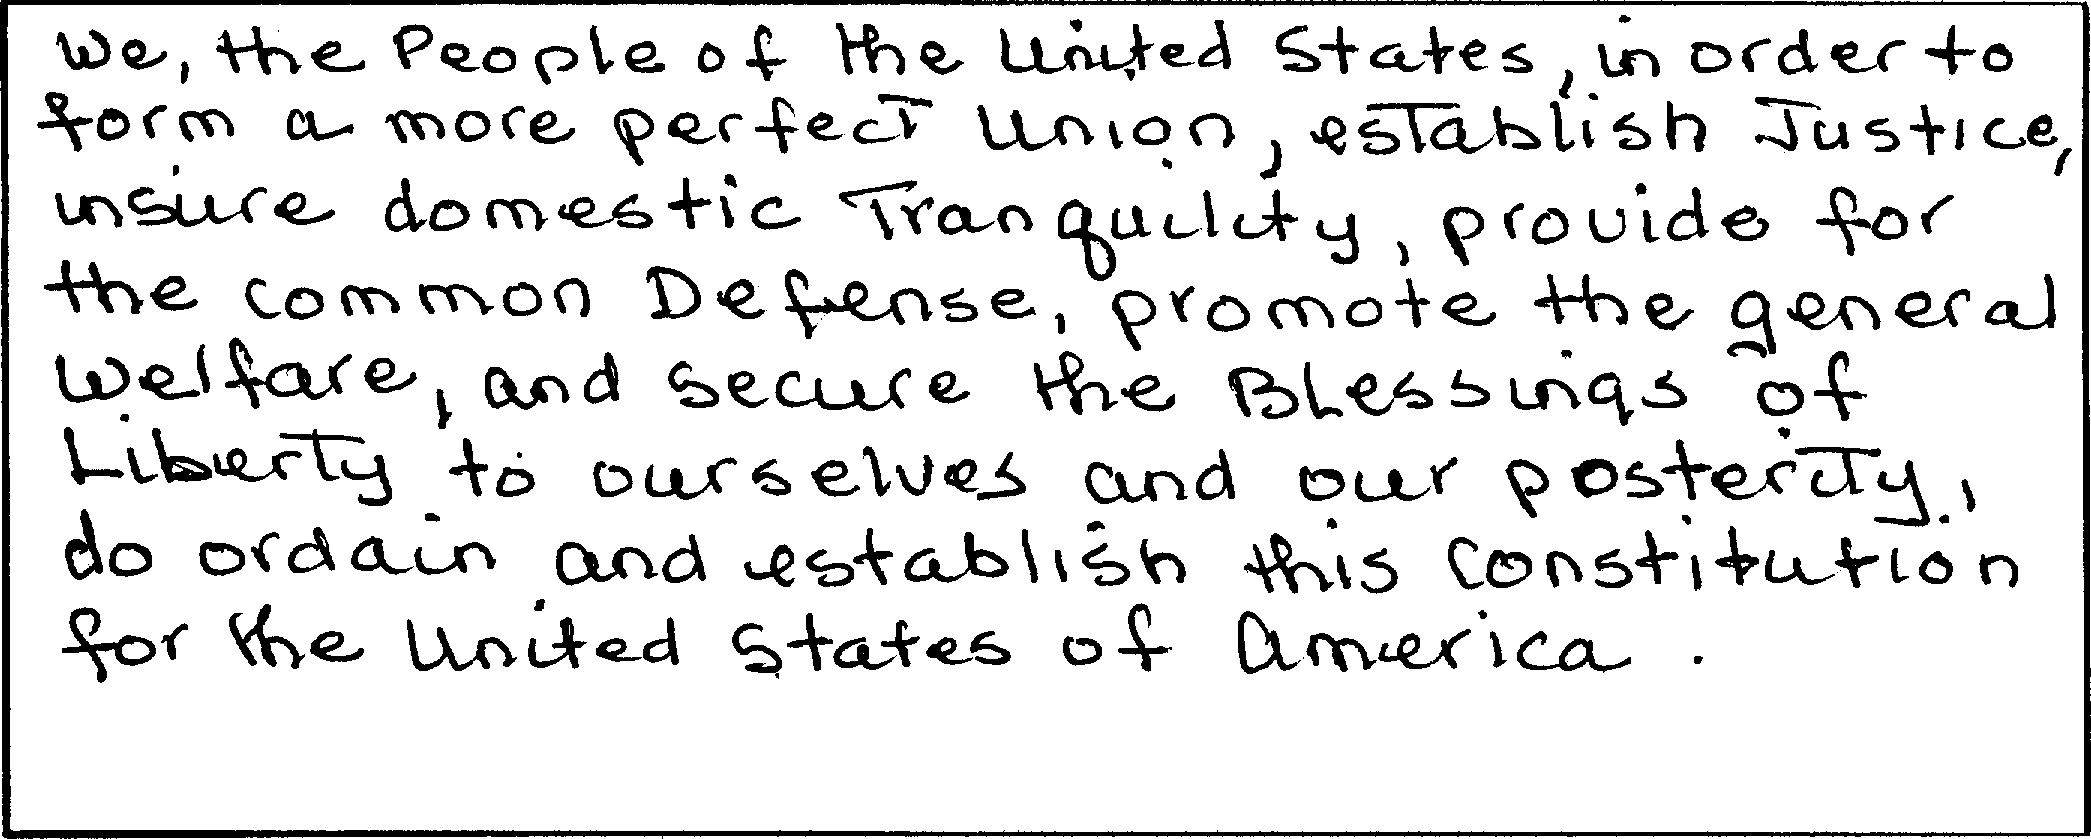 We, the People of the United States, in order to
form a more perfect Union, establish Justice,
insure domestic Tranquility, provide for
the common Defense, promote the general
Welfare, and secure the Blessings of
Liberty to ourselves and our posterity,
do ordain and establish this Constitution
for the United States of America.